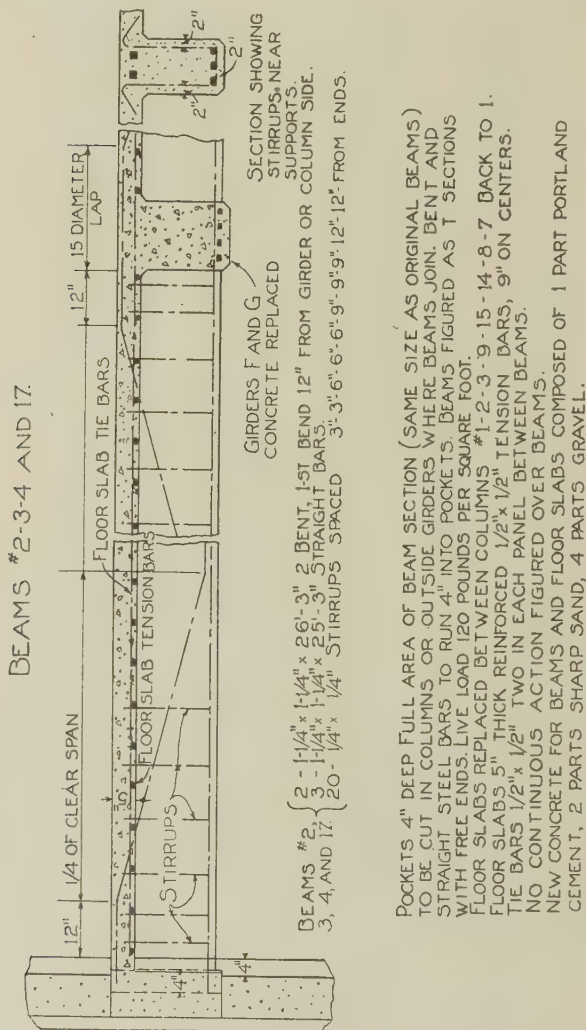 BEAMS #2-3-4 AND 17.
12"
1/4 OF CLEAR SPAN
12"
15 DIAMETER
LAP
FLOOR SLAB TIE BARS
FLOOR SLAB TENSION BARS
5"
STIRRUPS
4"
4"
2"
2"
2"
GIRDERS F AND G
CONCRETE REPLACED
SECTION SHOWING
STIRRUPS NEAR
SUPPORTS.
BEAMS #2, 3, 4, AND 17.
2 - 1-1/4" x 1-1/4" x 26'-3" 2 BENT, 1-ST BEND 12" FROM GIRDER OR COLUMN SIDE.
3 - 1-1/4" x 1-1/4" x 25'-3" STRAIGHT BARS.
20 - 1/4" x 1/4" STIRRUPS SPACED 3"-3"-6"-6"-6"-9"-9"-9"-12"-12" FROM ENDS.
POCKETS 4" DEEP FULL AREA OF BEAM SECTION (SAME SIZE AS ORIGINAL BEAMS)
TO BE CUT IN COLUMNS OR OUTSIDE GIRDERS WHERE BEAMS JOIN. BENT AND
STRAIGHT STEEL BARS TO RUN 4" INTO POCKETS. BEAMS FIGURED AS T SECTIONS
WITH FREE ENDS. LIVE LOAD 120 POUNDS PER SQUARE FOOT.
FLOOR SLABS REPLACED BETWEEN COLUMNS #1-2-3-9-15-14-8-7 BACK TO 1.
FLOOR SLABS 5" THICK REINFORCED 1/2" x 1/2" TENSION BARS, 9" ON CENTERS.
TIE BARS 1/2" x 1/2" TWO IN EACH PANEL BETWEEN BEAMS.
NO CONTINUOUS ACTION FIGURED OVER BEAMS.
NEW CONCRETE FOR BEAMS AND FLOOR SLABS COMPOSED OF 1 PART PORTLAND
CEMENT, 2 PARTS SHARP SAND, 4 PARTS GRAVEL.